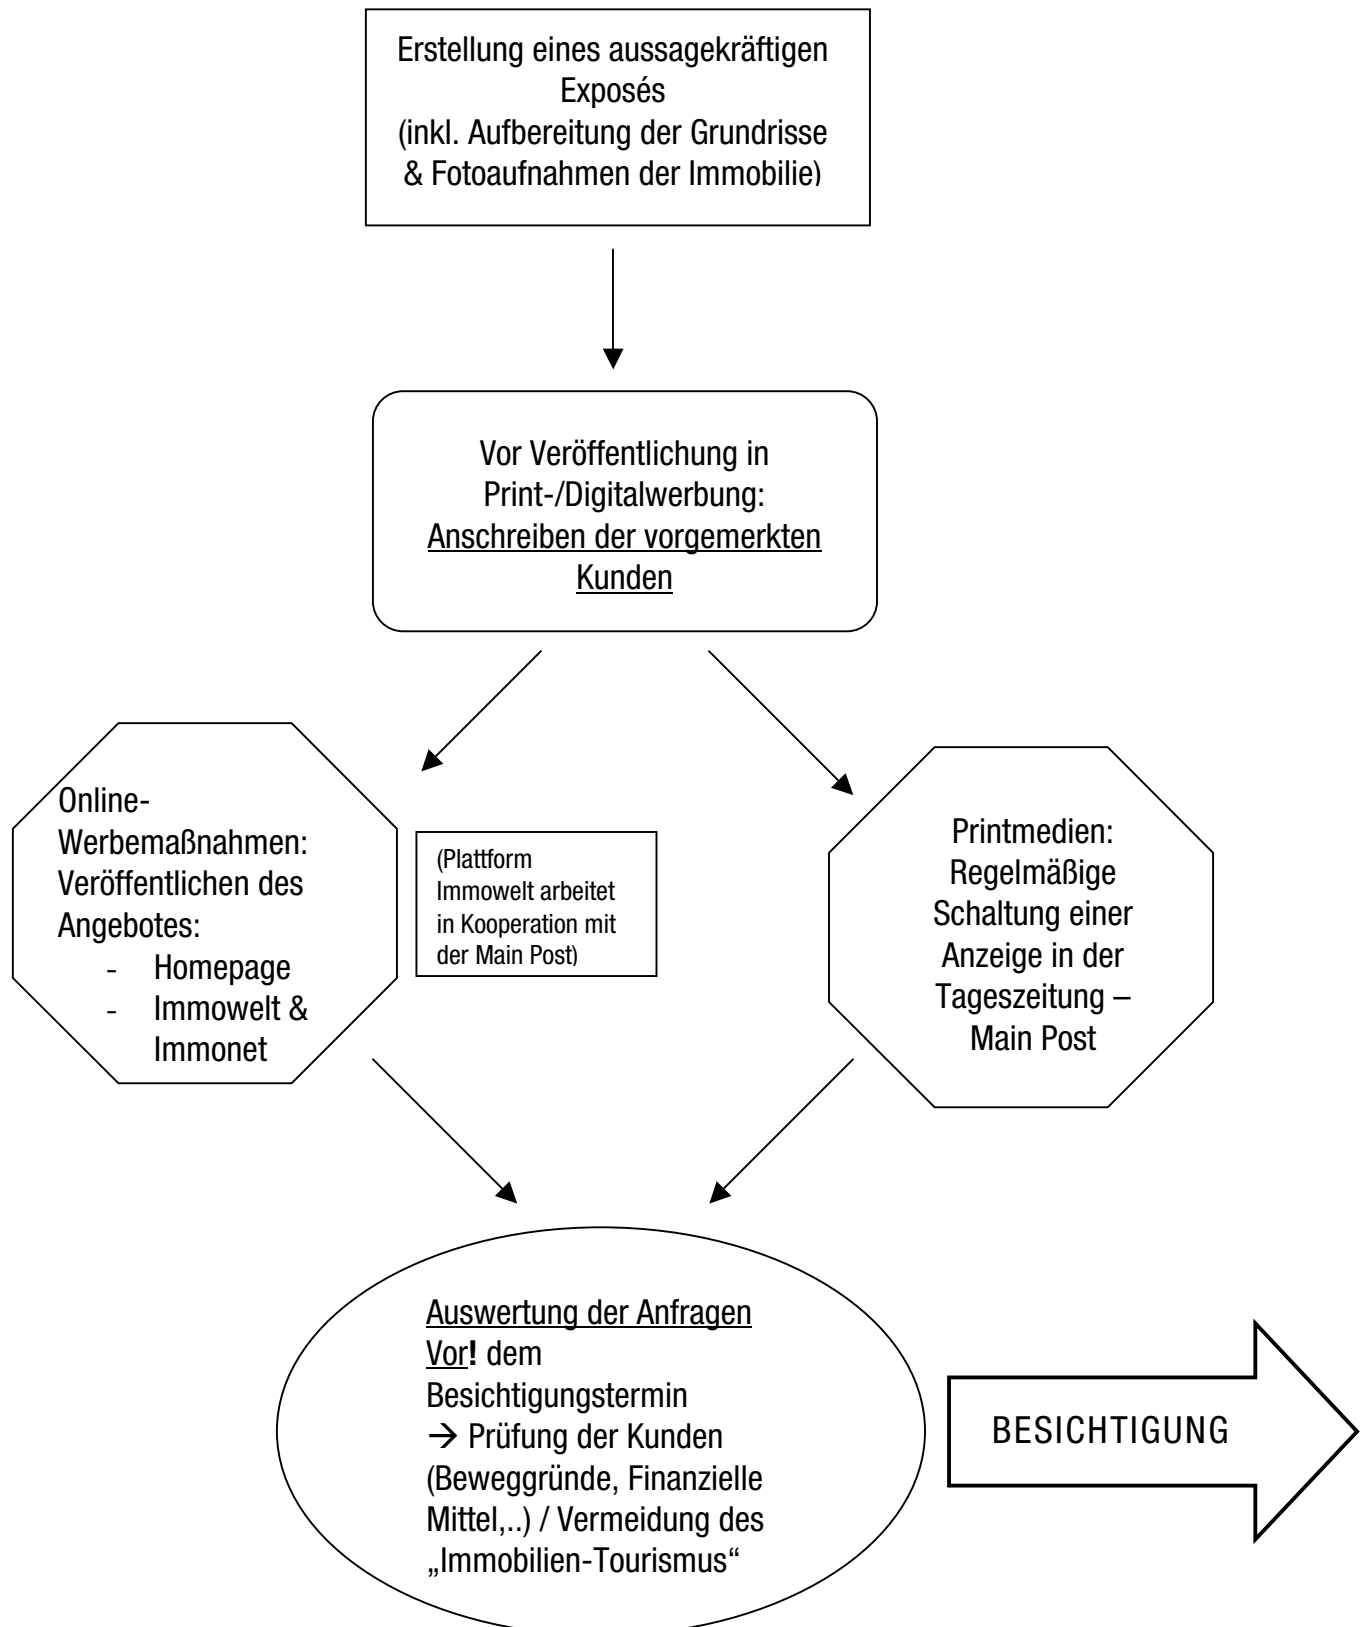 Erstellung eines aussagekräftigen
Exposés
(inkl. Aufbereitung der Grundrisse
& Fotoaufnahmen der Immobilie)
Vor Veröffentlichung in
Print-/Digitalwerbung:
Anschreiben der vorgemerkten
Kunden
Online-
Werbemaßnahmen:
Veröffentlichen des
Angebotes:
- Homepage
- Immowelt &
Immonet
(Plattform
Immowelt arbeitet
in Kooperation mit
der Main Post)
Printmedien:
Regelmäßige
Schaltung einer
Anzeige in der
Tageszeitung –
Main Post
Auswertung der Anfragen
Vor! dem
Besichtigungstermin
→ Prüfung der Kunden
(Beweggründe, Finanzielle
Mittel,..) / Vermeidung des
„Immobilien-Tourismus“
BESICHTIGUNG